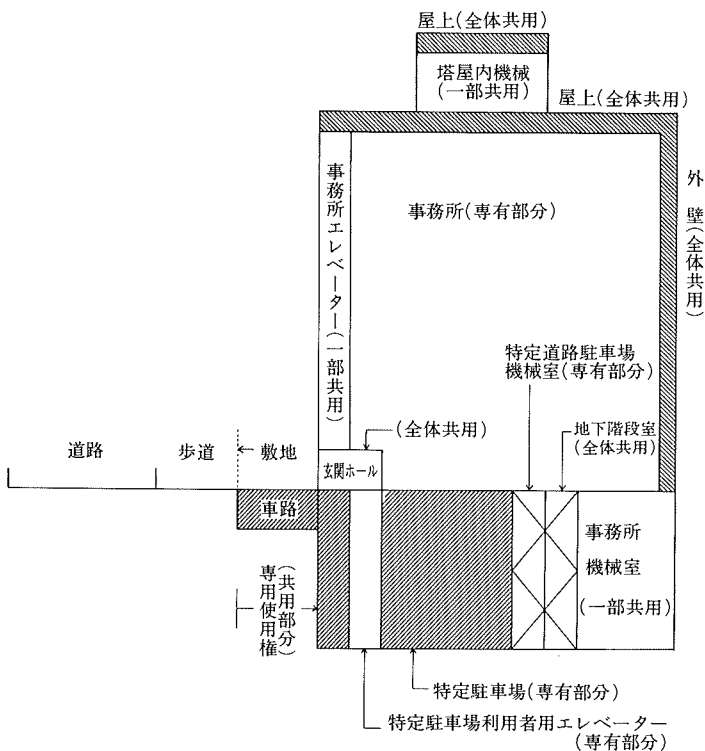 屋上(全体共用)
塔屋内機械
(一部共用)
屋上(全体共用)
事務所エレベーター(一部共用)
事務所(専有部分)
外壁(全体共用)
特定道路駐車場
機械室(専有部分)
(全体共用)
地下階段室
(全体共用)
道路
歩道
敷地
玄関ホール
車路
事務所
機械室
(一部共用)
(共用部分)
専用使用権
特定駐車場(専有部分)
特定駐車場利用者用エレベーター
(専有部分)